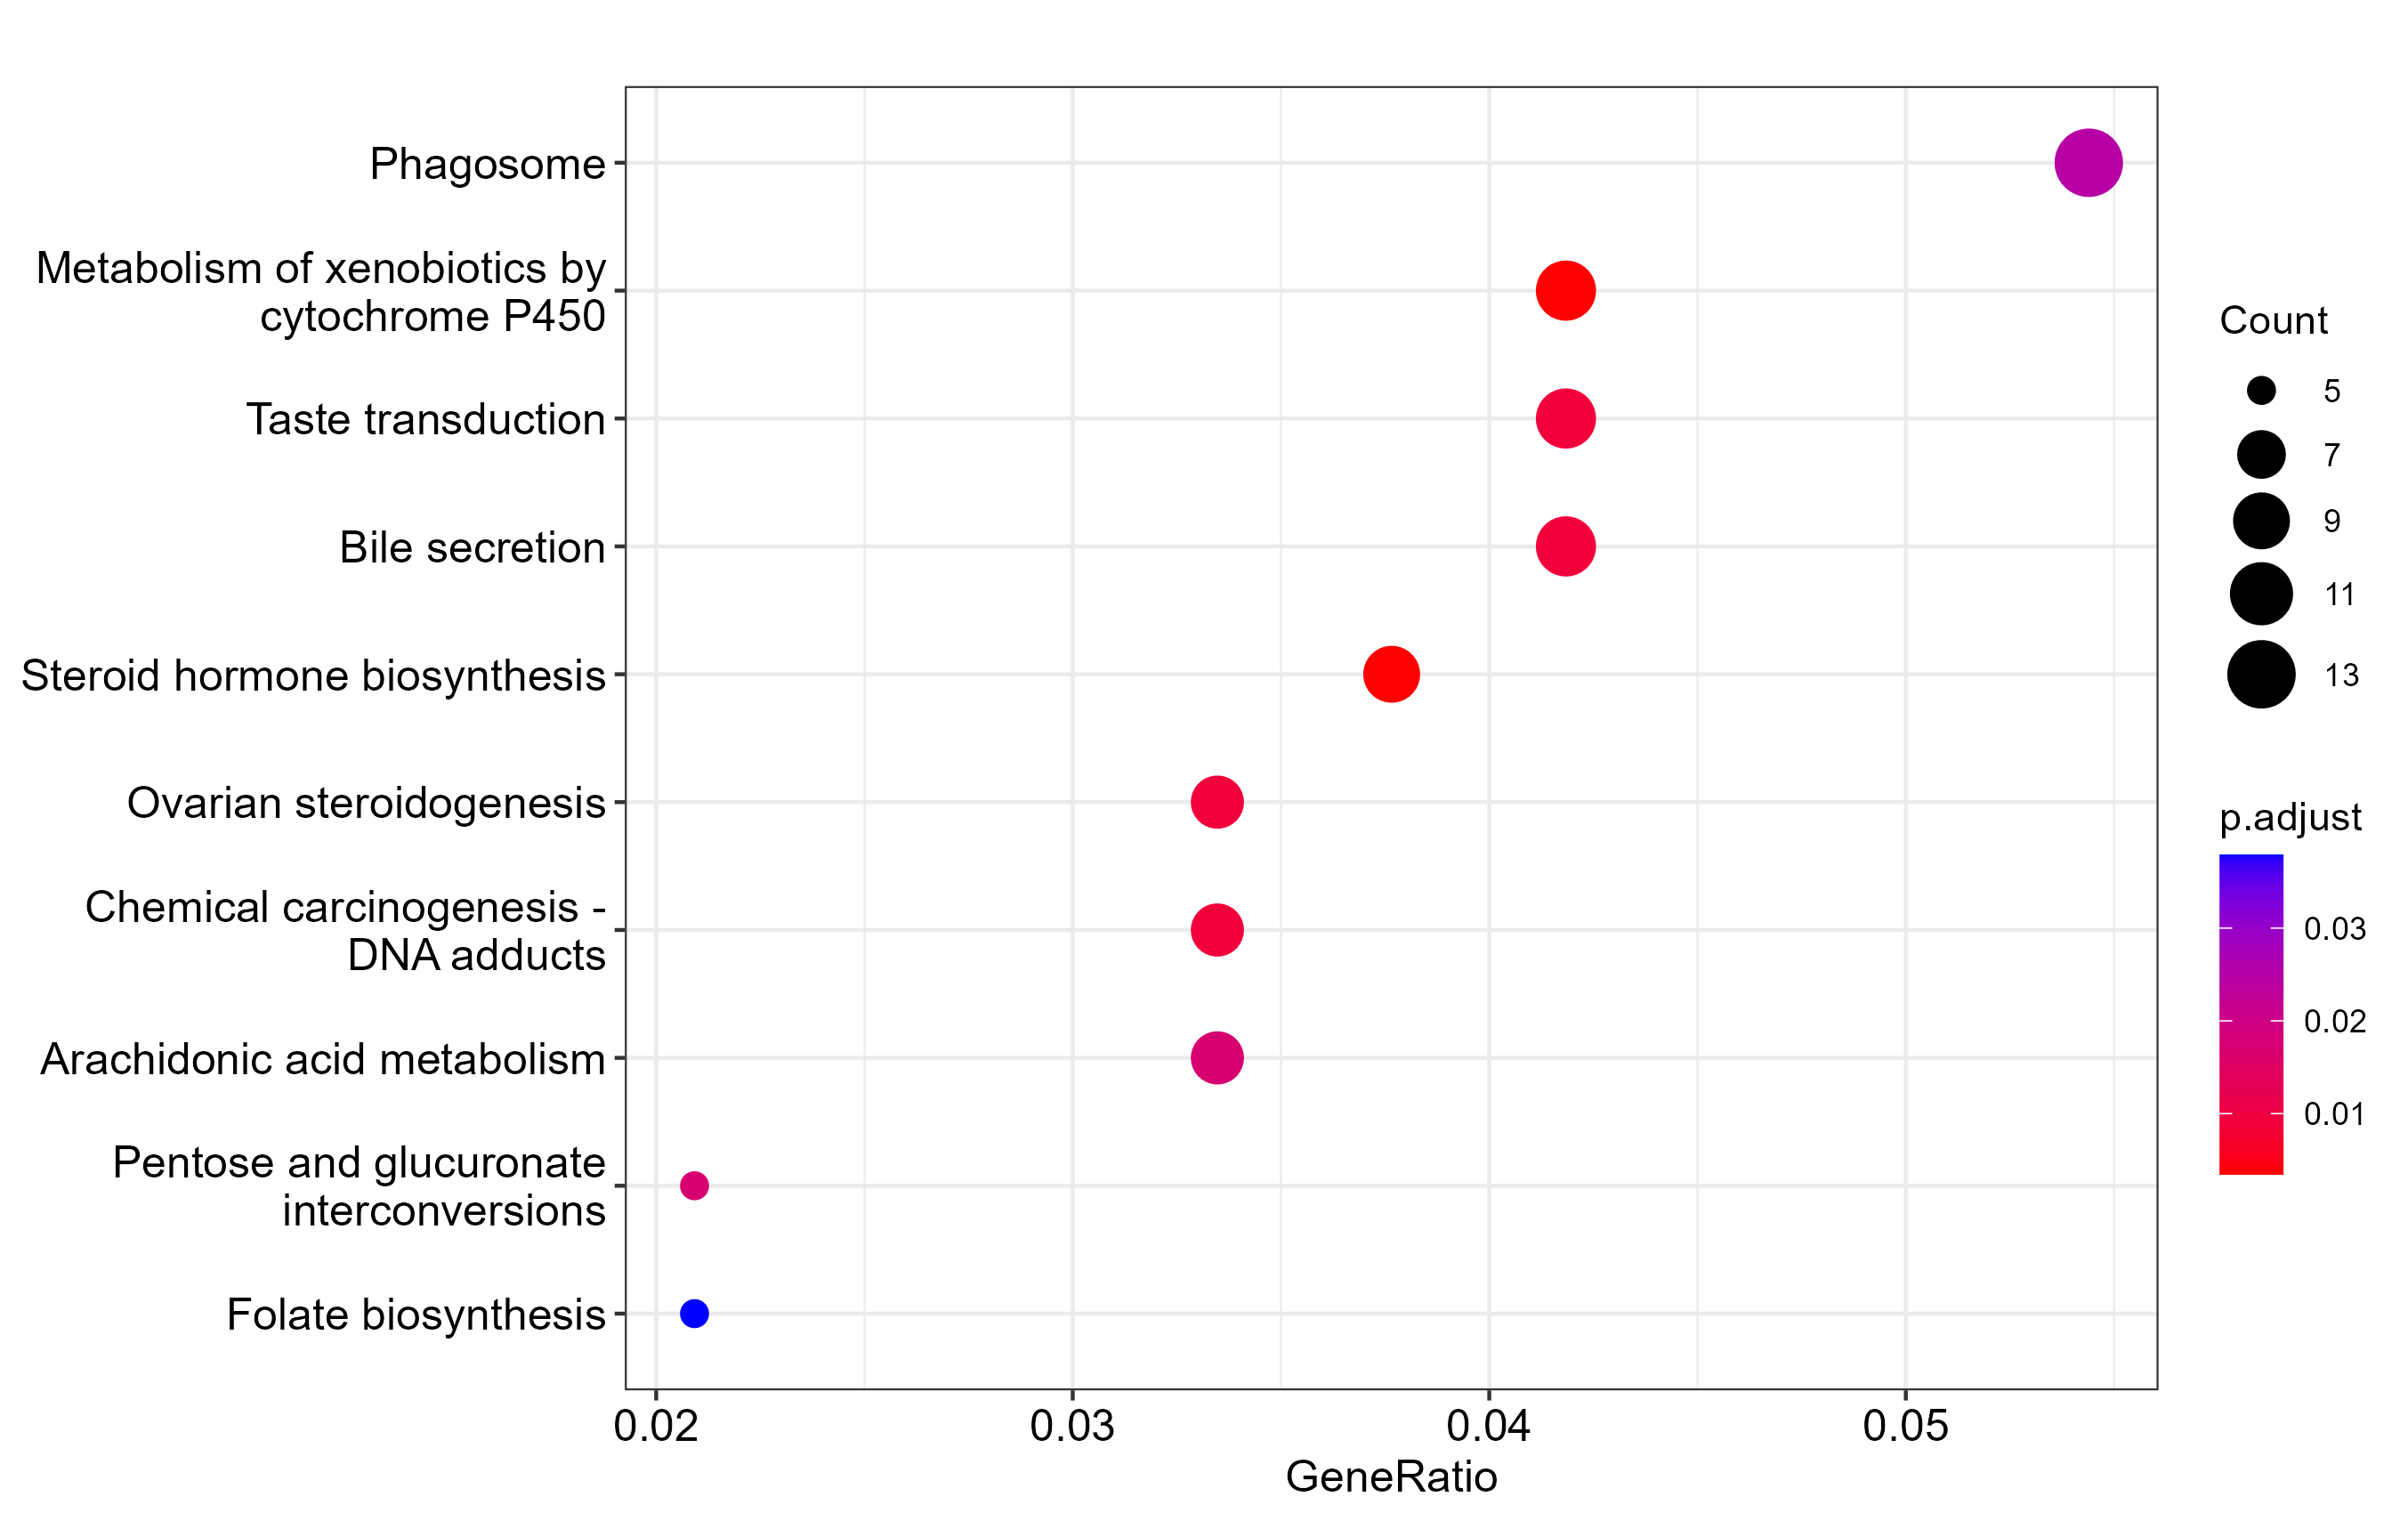 Phagosome
Metabolism of xenobiotics by
cytochrome P450
Taste transduction
Bile secretion
Steroid hormone biosynthesis
Ovarian steroidogenesis
Chemical carcinogenesis -
DNA adducts
Arachidonic acid metabolism
Pentose and glucuronate
interconversions
Folate biosynthesis
0.02
0.03
0.04
0.05
GeneRatio
Count
5
7
9
11
13
p.adjust
0.03
0.02
0.01